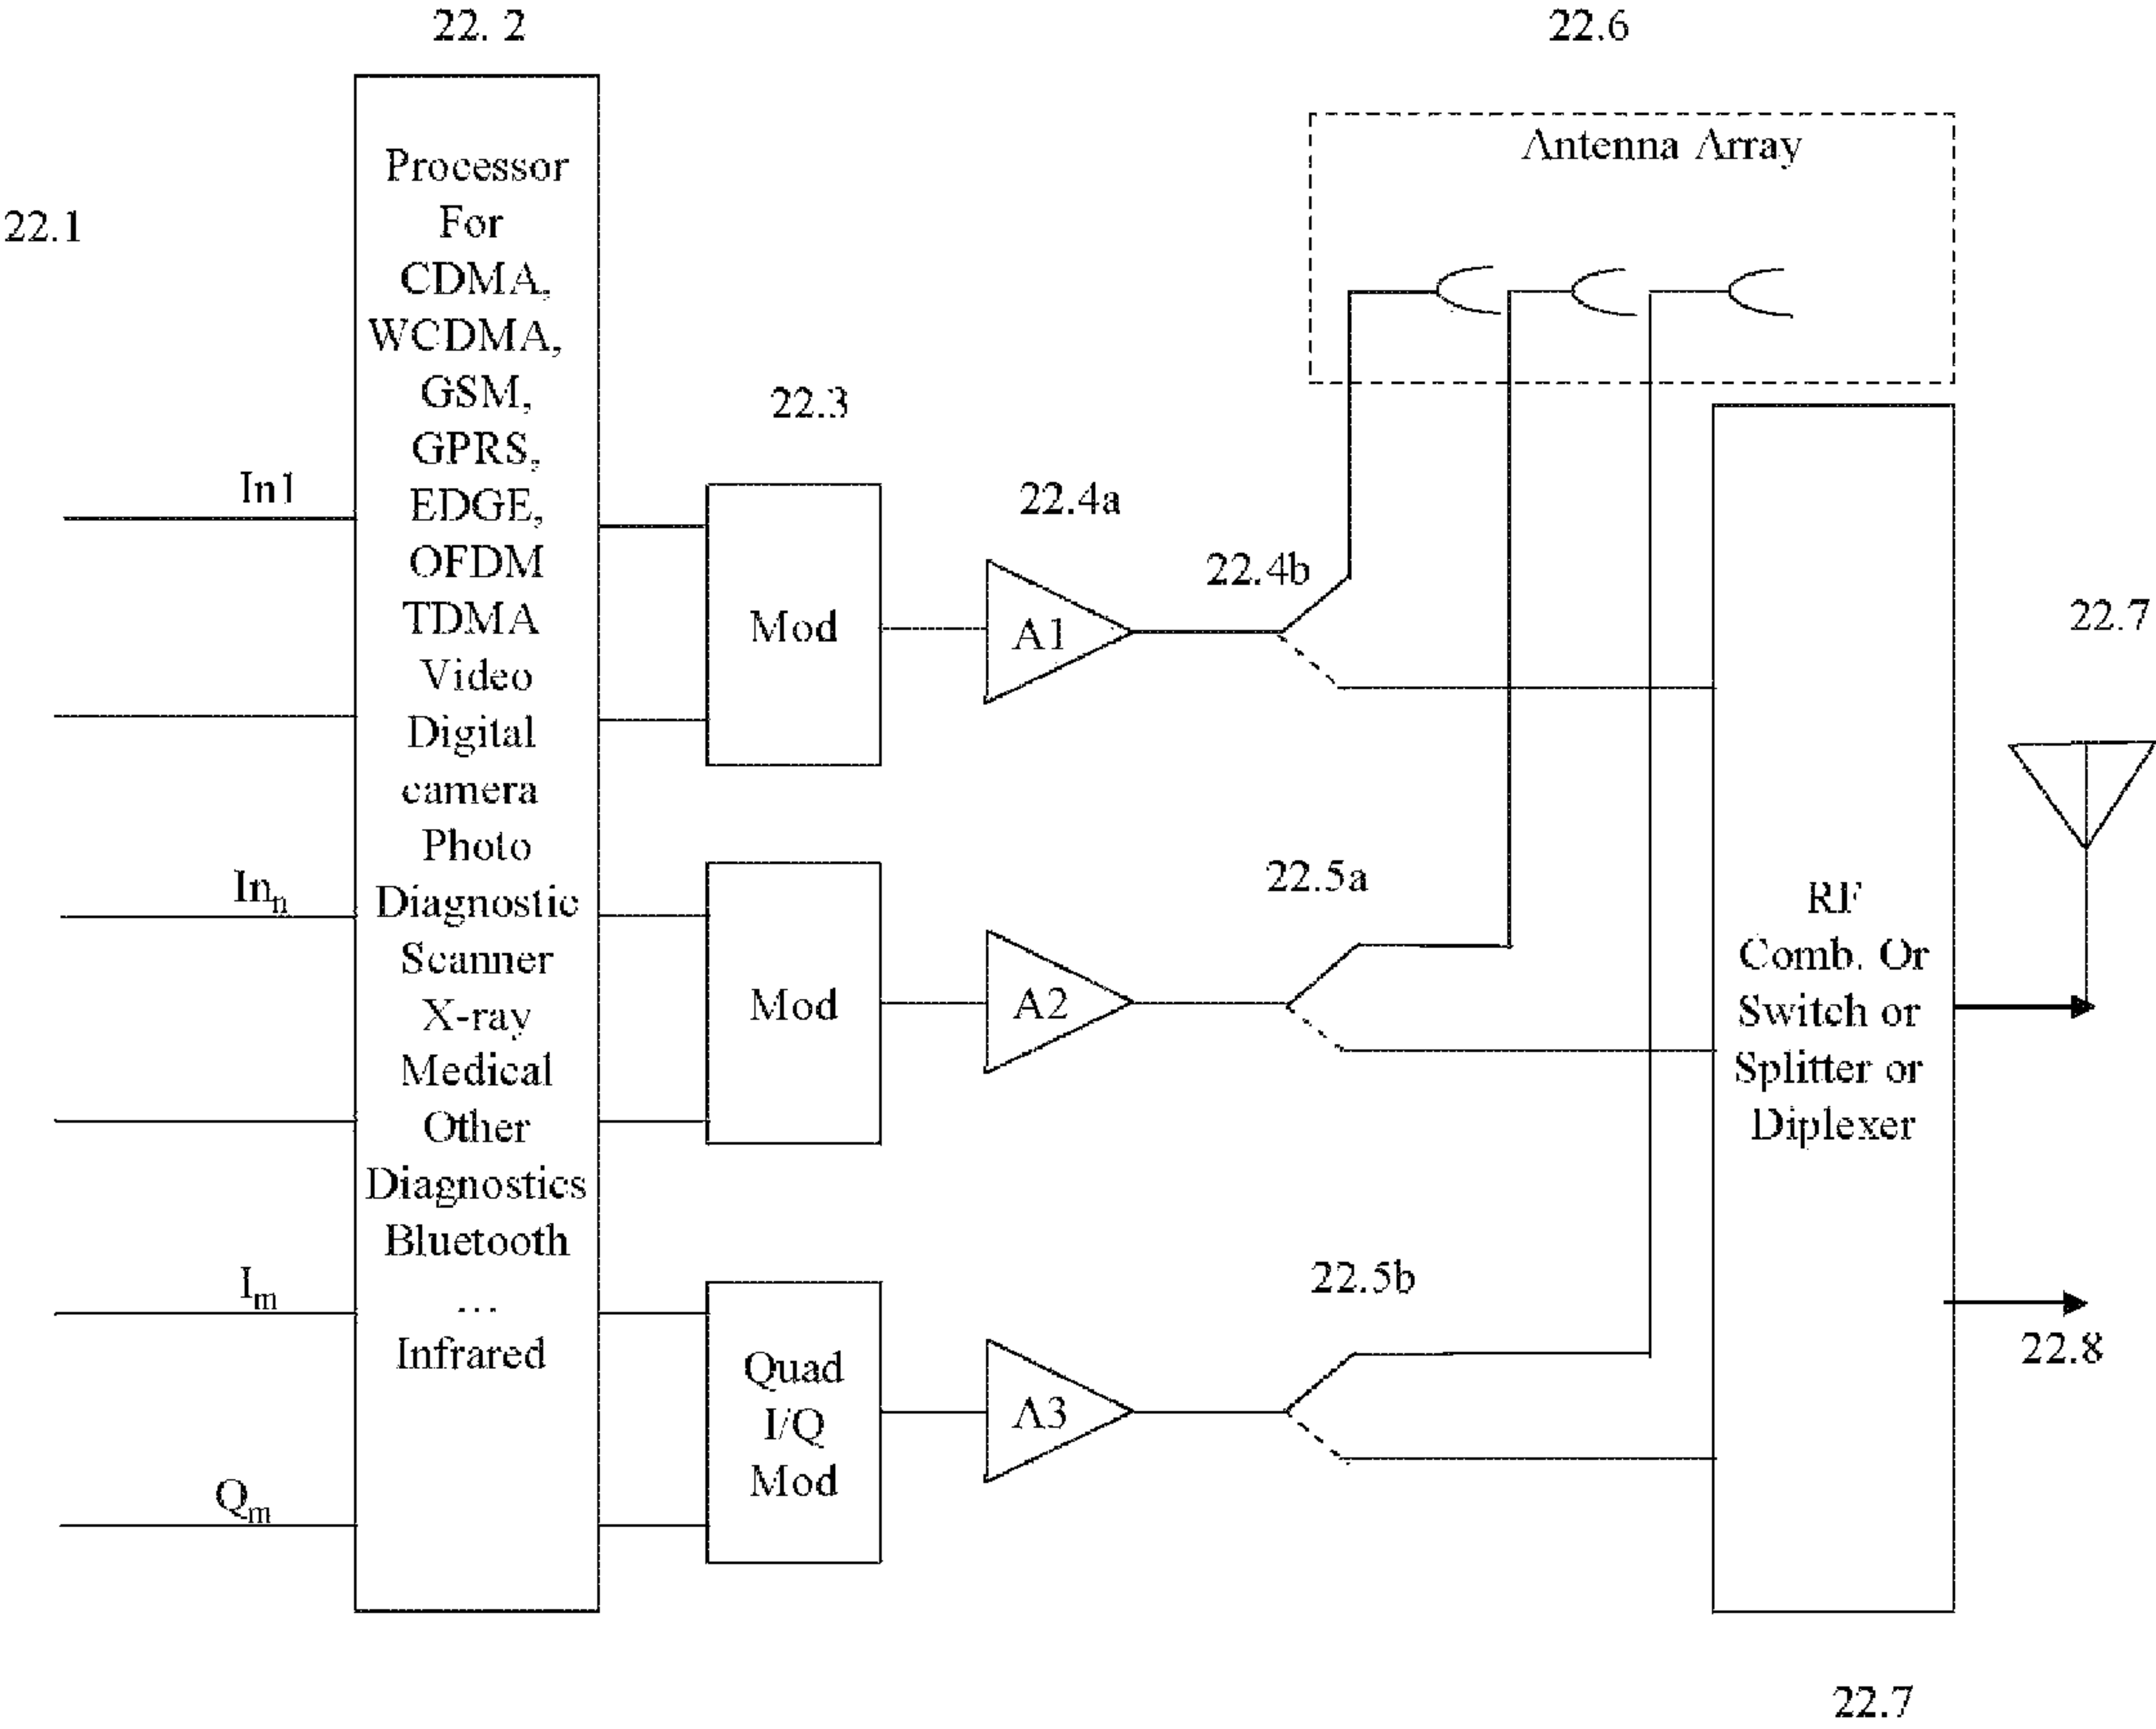 22. 2
22.6
Antenna Array
22.1
Processor
For
CDMA,
WCDMA,
GSM,
GPRS,
EDGE,
OFDM
TDMA
Video
Digital
camera
Photo
Diagnostic
Scanner
X-ray
Medical
Other
Diagnostics
Bluetooth
...
Infrared
In1
In_n
I_m
Q_m
22.3
Mod
Mod
Quad
I/Q
Mod
22.4a
A1
22.4b
22.5a
A2
22.5b
A3
RF
Comb. Or
Switch or
Splitter or
Diplexer
22.7
22.8
22.7